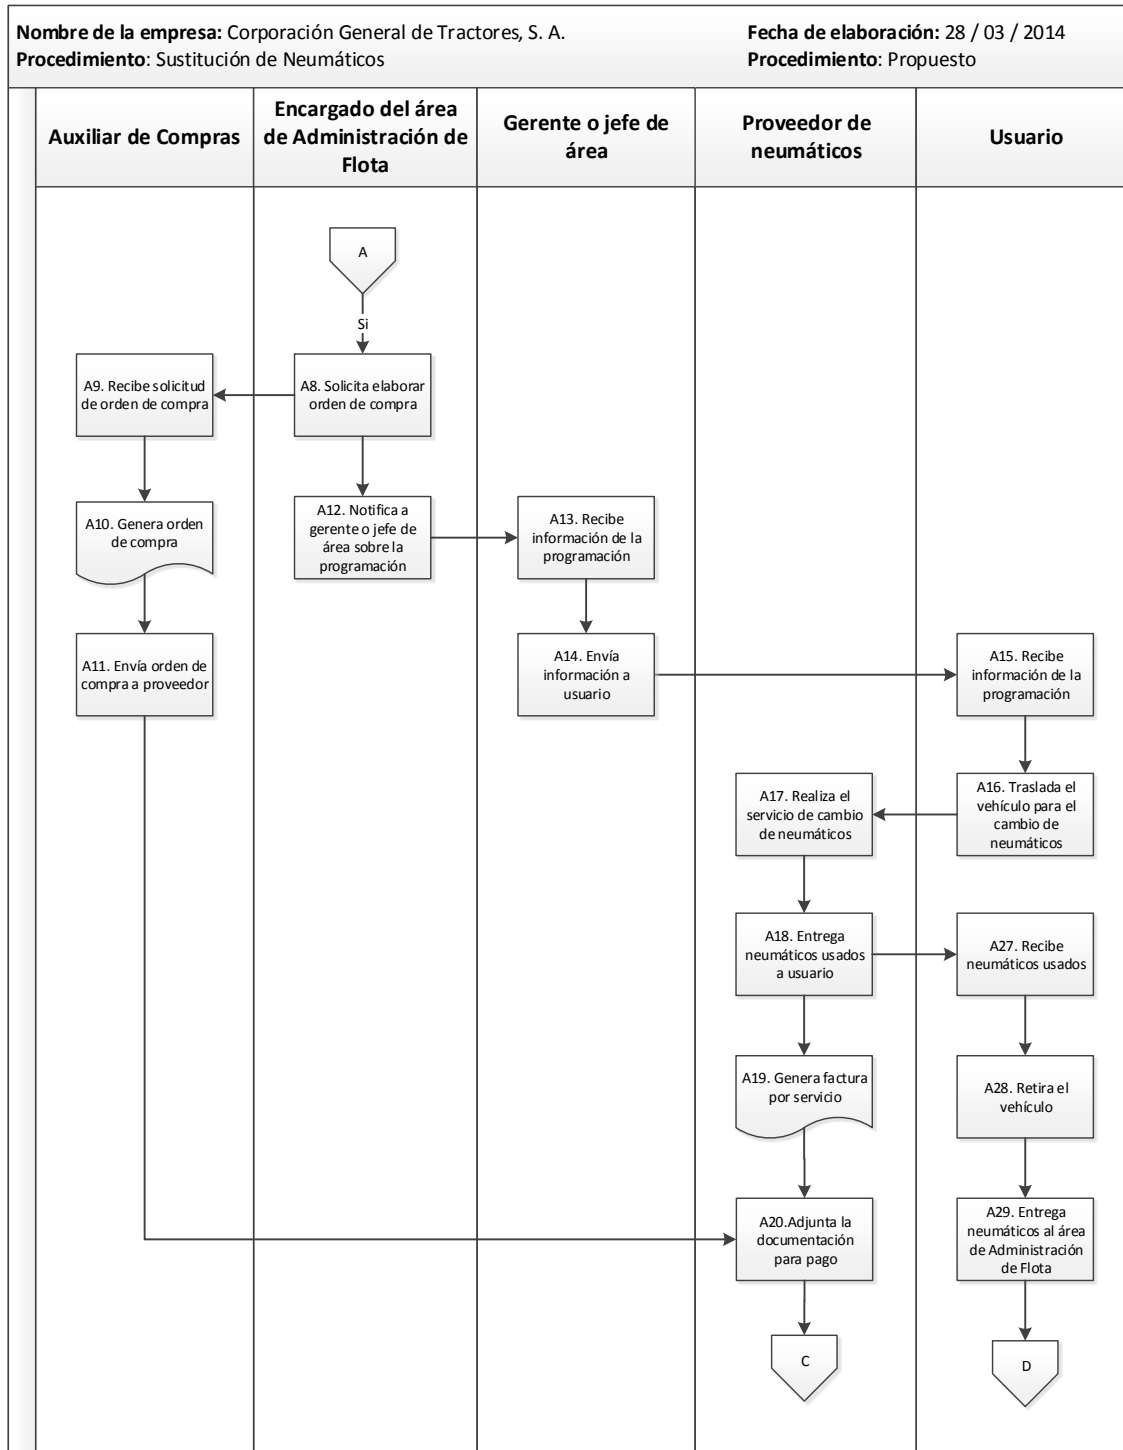 Nombre de la empresa: Corporación General de Tractores, S. A.
Fecha de elaboración: 28 / 03 / 2014
Procedimiento: Sustitución de Neumáticos
Procedimiento: Propuesto
Auxiliar de Compras
Encargado del área
de Administración de
Flota
Gerente o jefe de
área
Proveedor de
neumáticos
Usuario
A
Si
A9. Recibe solicitud
de orden de compra
A8. Solicita elaborar
orden de compra
A10. Genera orden
de compra
A12. Notifica a
gerente o jefe de
área sobre la
programación
A13. Recibe
información de la
programación
A11. Envía orden de
compra a proveedor
A14. Envía
información a
usuario
A15. Recibe
información de la
programación
A17. Realiza el
servicio de cambio
de neumáticos
A16. Traslada el
vehículo para el
cambio de
neumáticos
A18. Entrega
neumáticos usados
a usuario
A27. Recibe
neumáticos usados
A19. Genera factura
por servicio
A28. Retira el
vehículo
A20.Adjunta la
documentación
para pago
A29. Entrega
neumáticos al área
de Administración
de Flota
C
D